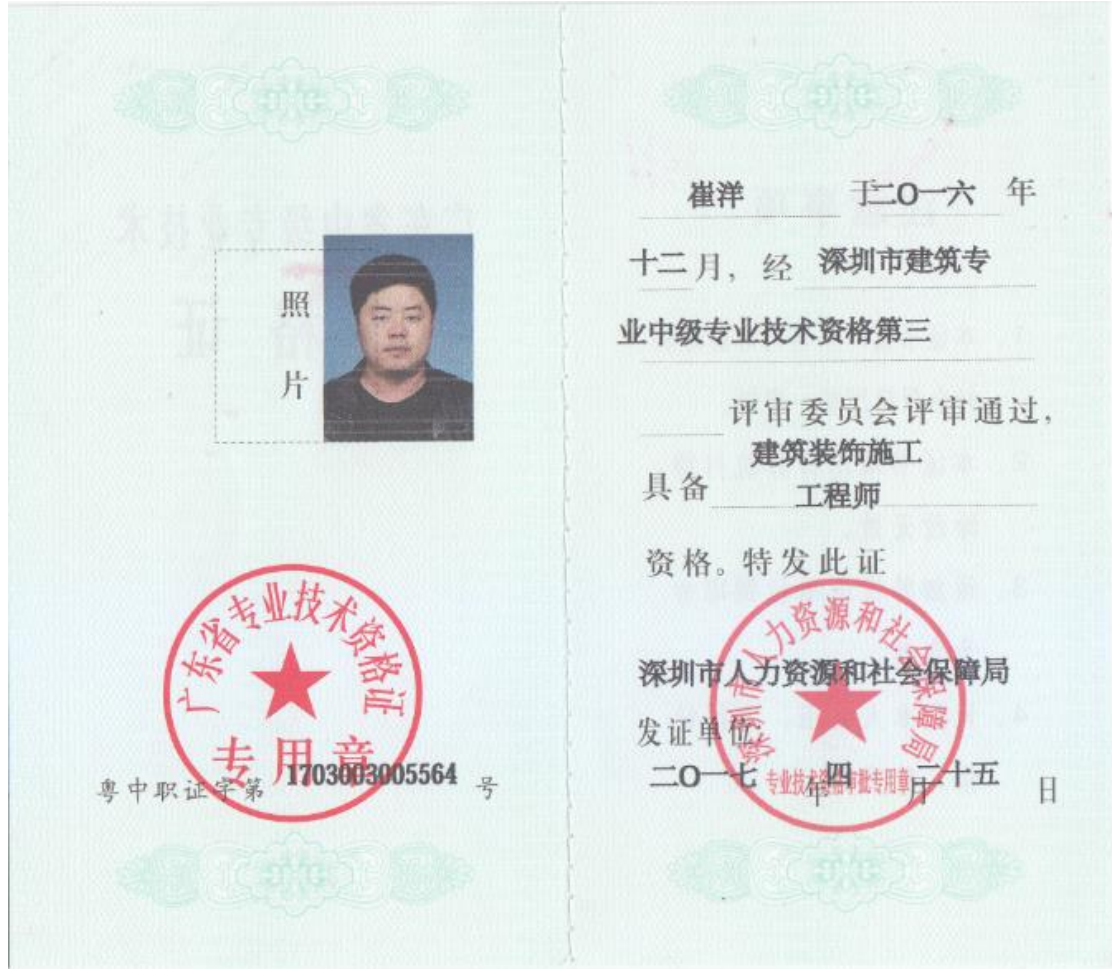 照
片
广东省专业技术资格证
专用章
粤中职证字第 1703003005564 号
崔洋 于二〇一六 年
十二月，经 深圳市建筑专
业中级专业技术资格第三
评审委员会评审通过，
建筑装饰施工
具备 工程师
资格。特发此证
深圳市人力资源和社会保障局
深圳市人力资源和社会保障局
发证单位：
二〇一七 年 四 月 二十五 日
专业技术资格审批专用章